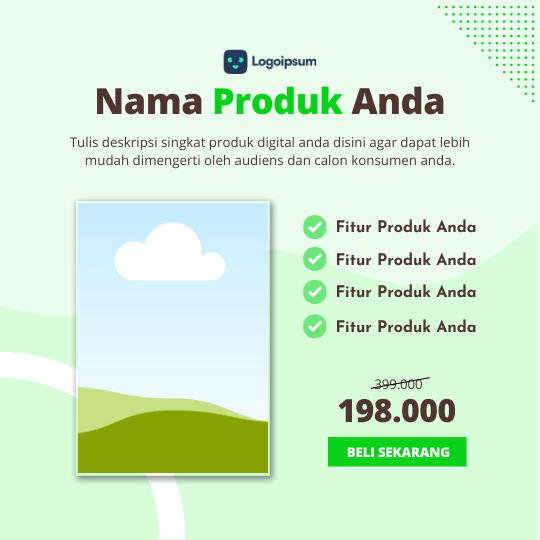 Logoipsum
Nama Produk Anda
Tulis deskripsi singkat produk digital anda disini agar dapat lebih
mudah dimengerti oleh audiens dan calon konsumen anda.
Fitur Produk Anda
Fitur Produk Anda
Fitur Produk Anda
Fitur Produk Anda
399.000
198.000
BELI SEKARANG